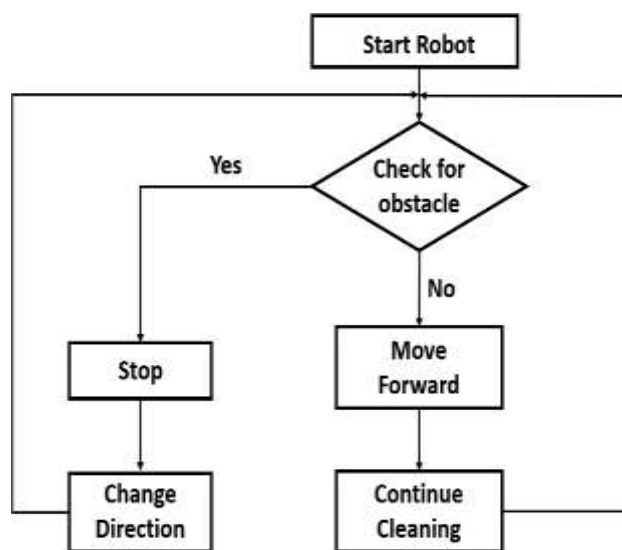 Start Robot
Check for
obstacle
Yes
No
Stop
Move
Forward
Change
Direction
Continue
Cleaning